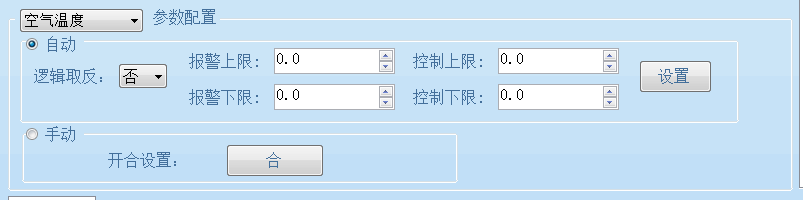 空气温度 参数配置
自动
逻辑取反： 否 报警上限： 0.0 控制上限： 0.0
报警下限： 0.0 控制下限： 0.0 设置
手动
开合设置： 合